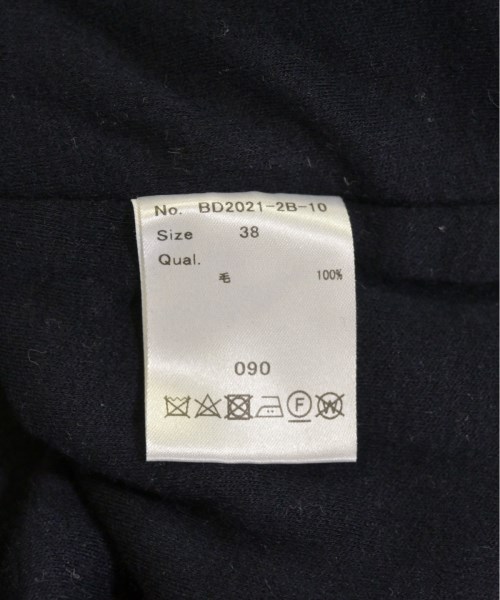 No. BD2021-2B-10
Size 38
Qual.
毛 100%
090
F W